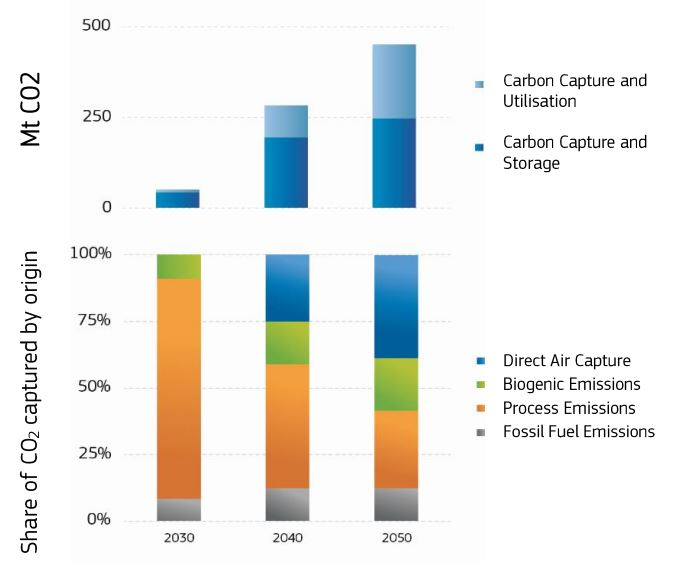 500
250
0
Mt CO2
Carbon Capture and
Utilisation
Carbon Capture and
Storage
100%
75%
50%
25%
0%
Share of CO₂ captured by origin
2030
2040
2050
Direct Air Capture
Biogenic Emissions
Process Emissions
Fossil Fuel Emissions